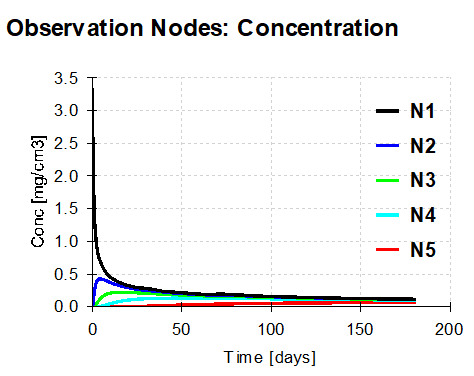 Observation Nodes: Concentration
3.5
3.0
2.5
2.0
1.5
1.0
0.5
0.0
Conc [mg/cm3]
N1
N2
N3
N4
N5
0 50 100 150 200
Time [days]